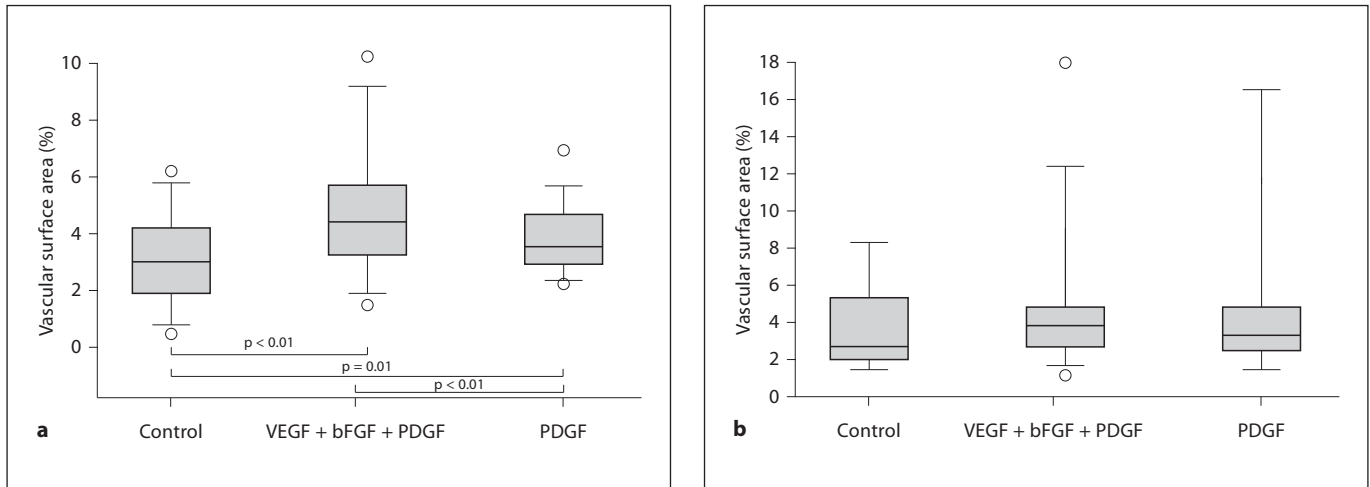 Vascular surface area (%)
10
8
6
4
2
0
p < 0.01
p = 0.01
p < 0.01
a
Control
VEGF + bFGF + PDGF
PDGF
Vascular surface area (%)
18
16
14
12
10
8
6
4
2
0
b
Control
VEGF + bFGF + PDGF
PDGF